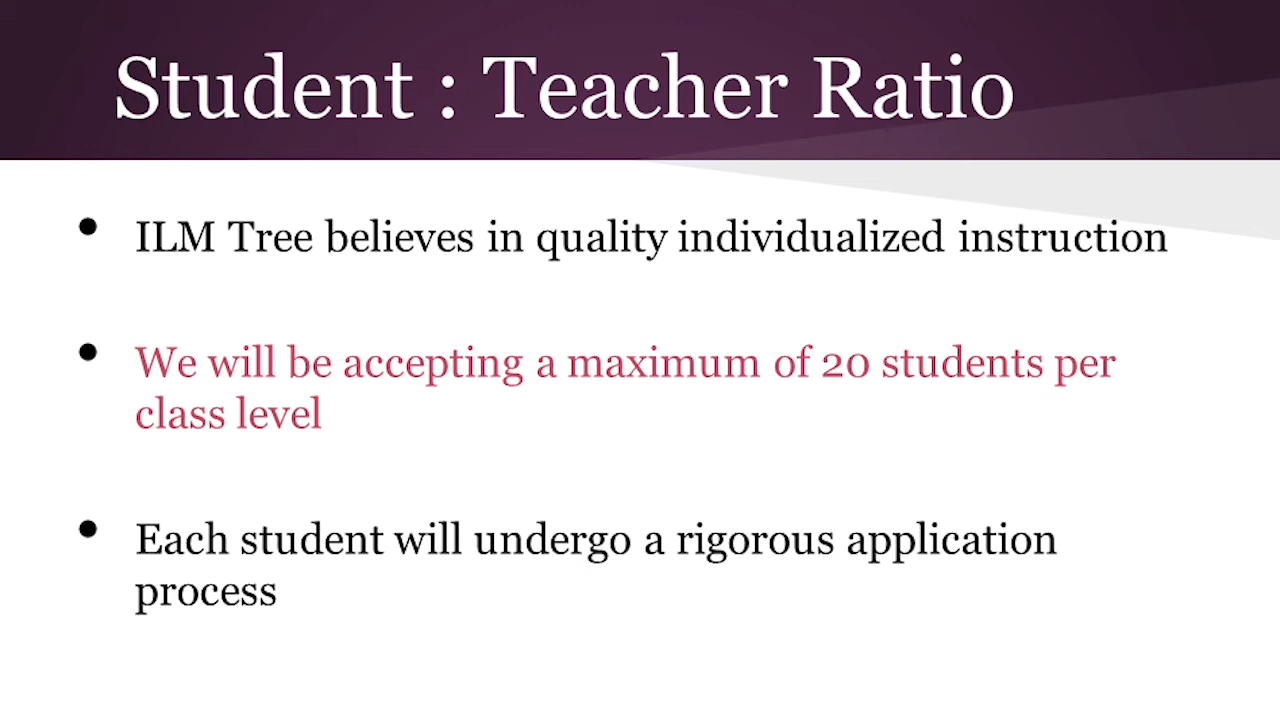 Student : Teacher Ratio
• ILM Tree believes in quality individualized instruction
• We will be accepting a maximum of 20 students per
class level
• Each student will undergo a rigorous application
process